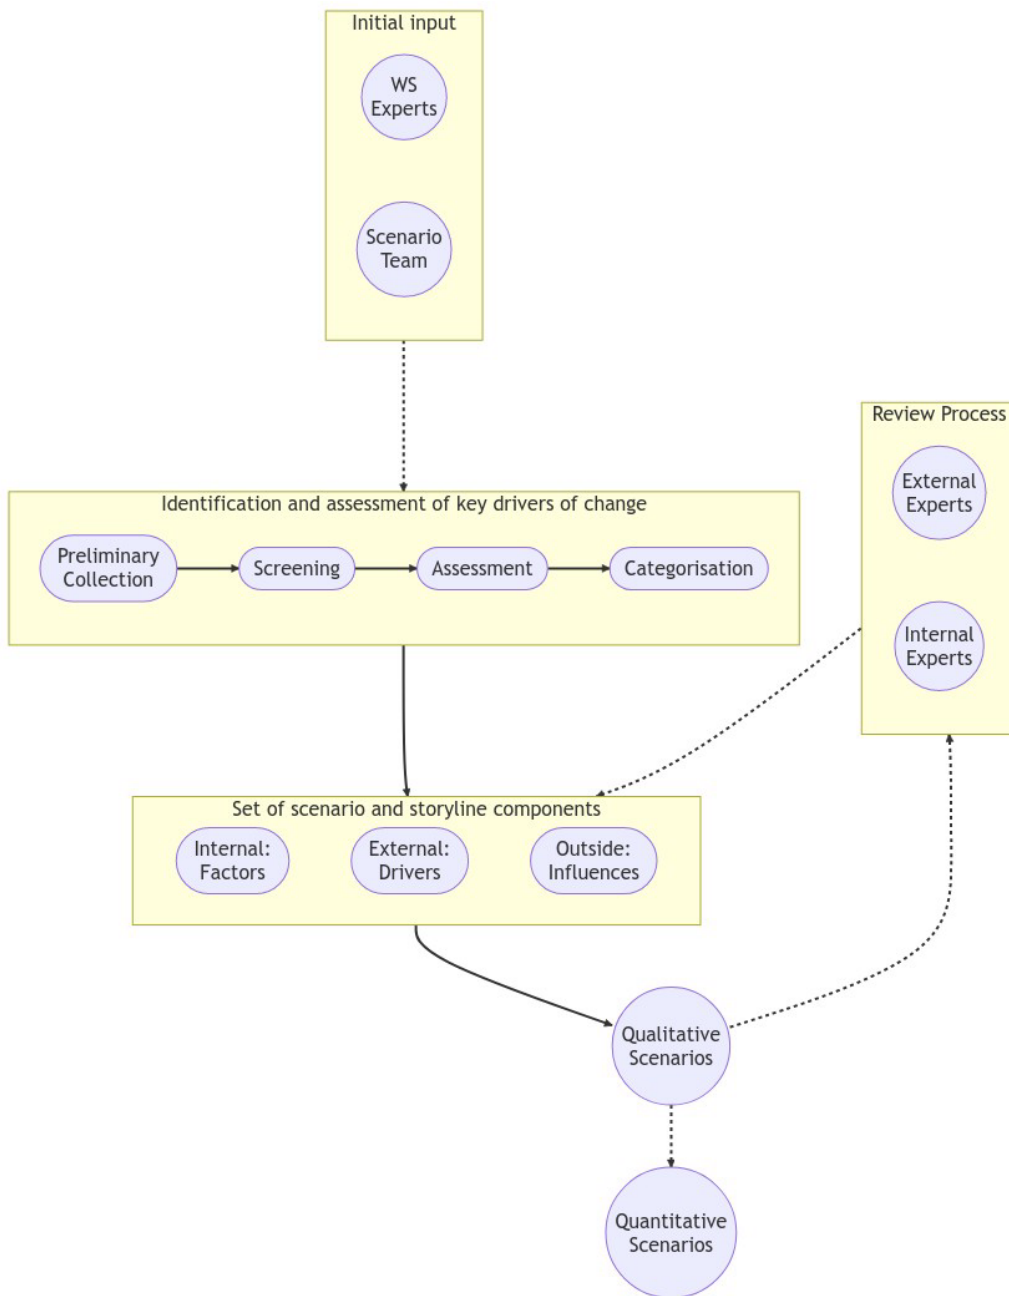 Initial input
WS
Experts
Scenario
Team
Review Process
External
Experts
Internal
Experts
Identification and assessment of key drivers of change
Preliminary
Collection
Screening
Assessment
Categorisation
Set of scenario and storyline components
Internal:
Factors
External:
Drivers
Outside:
Influences
Qualitative
Scenarios
Quantitative
Scenarios